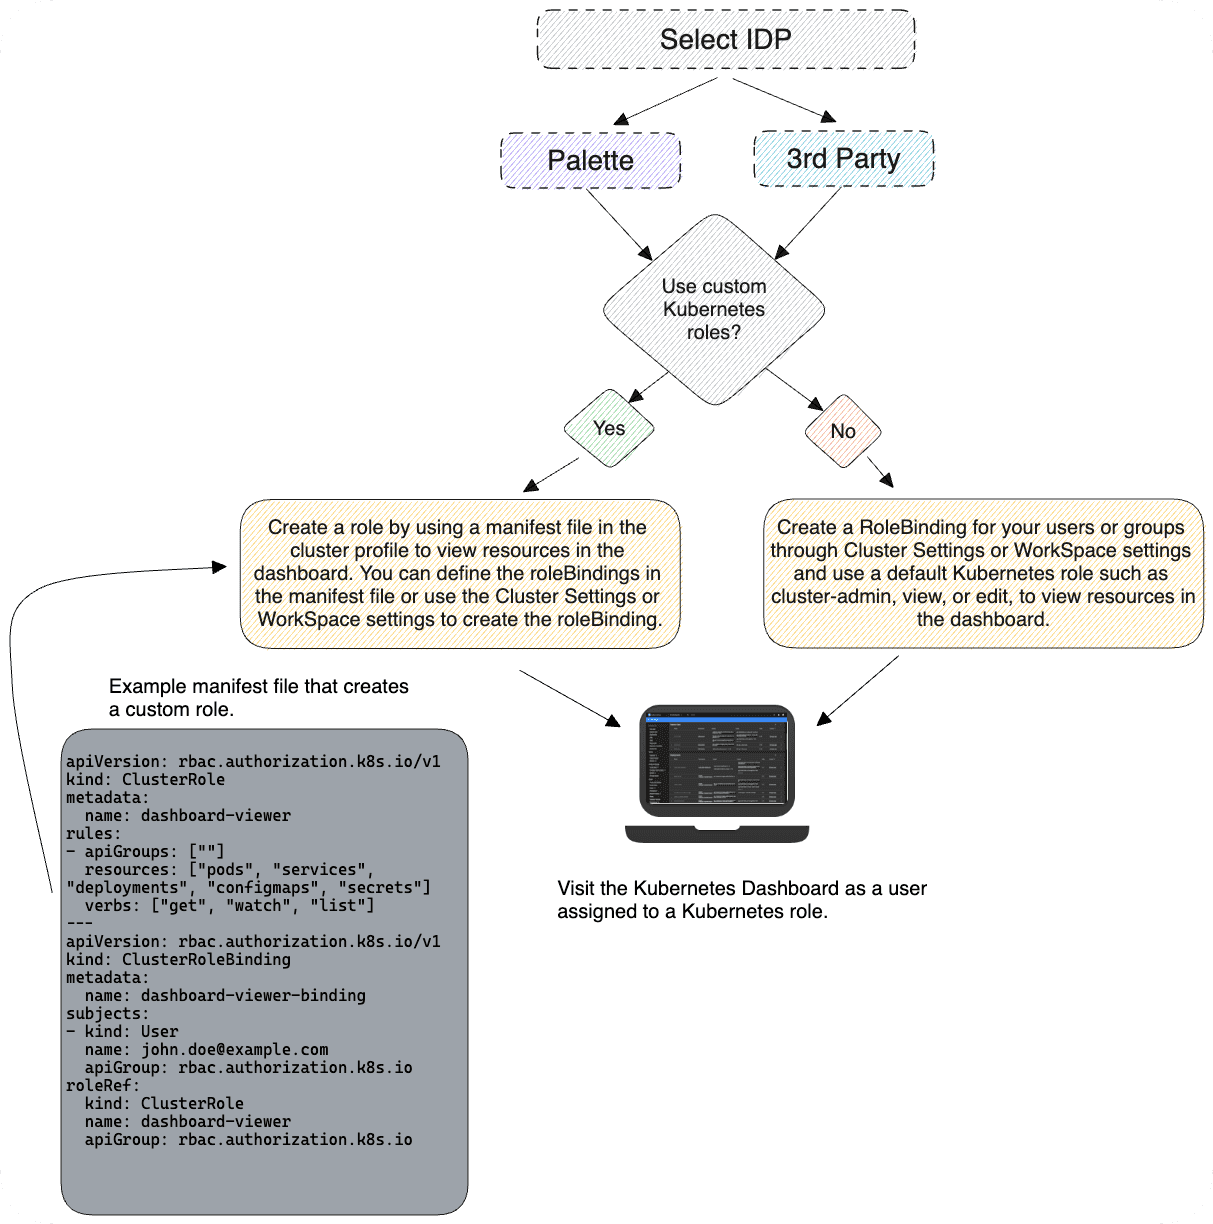 Select IDP
Palette
3rd Party
Use custom
Kubernetes
roles?
Yes
No
Create a role by using a manifest file in the
cluster profile to view resources in the
dashboard. You can define the roleBindings in
the manifest file or use the Cluster Settings or
WorkSpace settings to create the roleBinding.
Create a RoleBinding for your users or groups
through Cluster Settings or WorkSpace settings
and use a default Kubernetes role such as
cluster-admin, view, or edit, to view resources in
the dashboard.
Example manifest file that creates
a custom role.
apiVersion: rbac.authorization.k8s.io/v1
kind: ClusterRole
metadata:
  name: dashboard-viewer
rules:
- apiGroups: [""]
  resources: ["pods", "services",
"deployments", "configmaps", "secrets"]
  verbs: ["get", "watch", "list"]
---
apiVersion: rbac.authorization.k8s.io/v1
kind: ClusterRoleBinding
metadata:
  name: dashboard-viewer-binding
subjects:
- kind: User
  name: john.doe@example.com
  apiGroup: rbac.authorization.k8s.io
roleRef:
  kind: ClusterRole
  name: dashboard-viewer
  apiGroup: rbac.authorization.k8s.io
Visit the Kubernetes Dashboard as a user
assigned to a Kubernetes role.